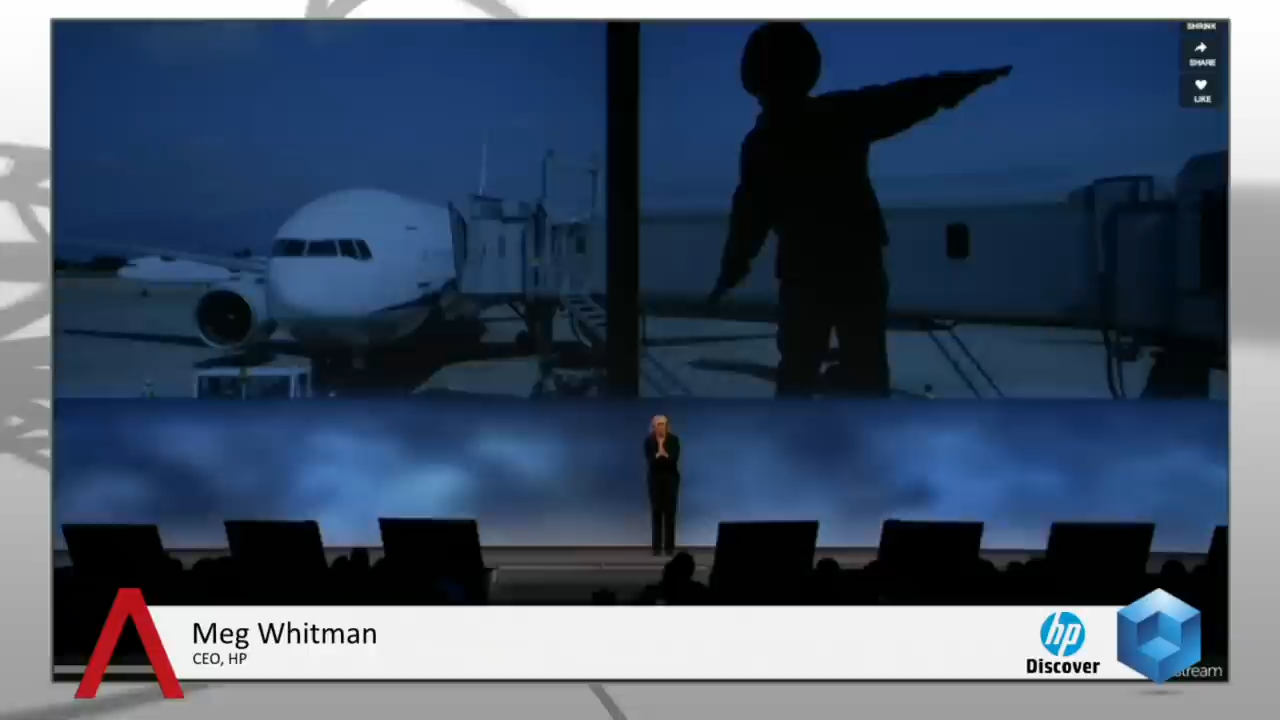 SHRINK
SHARE
LIKE
Meg Whitman
CEO, HP
hp
Discover
stream